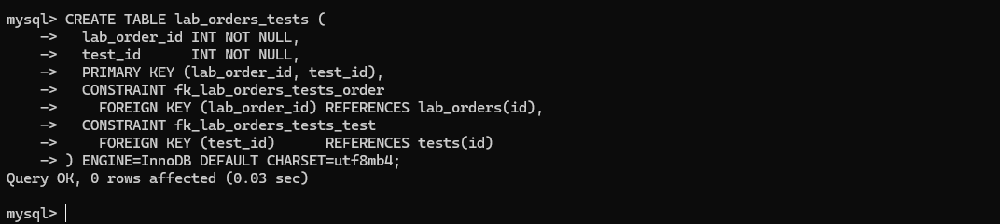 mysql> CREATE TABLE lab_orders_tests (
    ->   lab_order_id INT NOT NULL,
    ->   test_id      INT NOT NULL,
    ->   PRIMARY KEY (lab_order_id, test_id),
    ->   CONSTRAINT fk_lab_orders_tests_order
    ->     FOREIGN KEY (lab_order_id) REFERENCES lab_orders(id),
    ->   CONSTRAINT fk_lab_orders_tests_test
    ->     FOREIGN KEY (test_id)      REFERENCES tests(id)
    -> ) ENGINE=InnoDB DEFAULT CHARSET=utf8mb4;
Query OK, 0 rows affected (0.03 sec)

mysql>